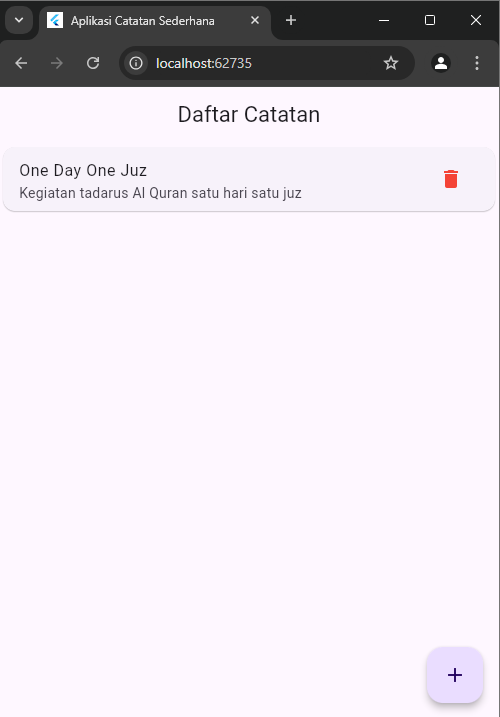 Aplikasi Catatan Sederhana
localhost:62735
Daftar Catatan
One Day One Juz
Kegiatan tadarus Al Quran satu hari satu juz